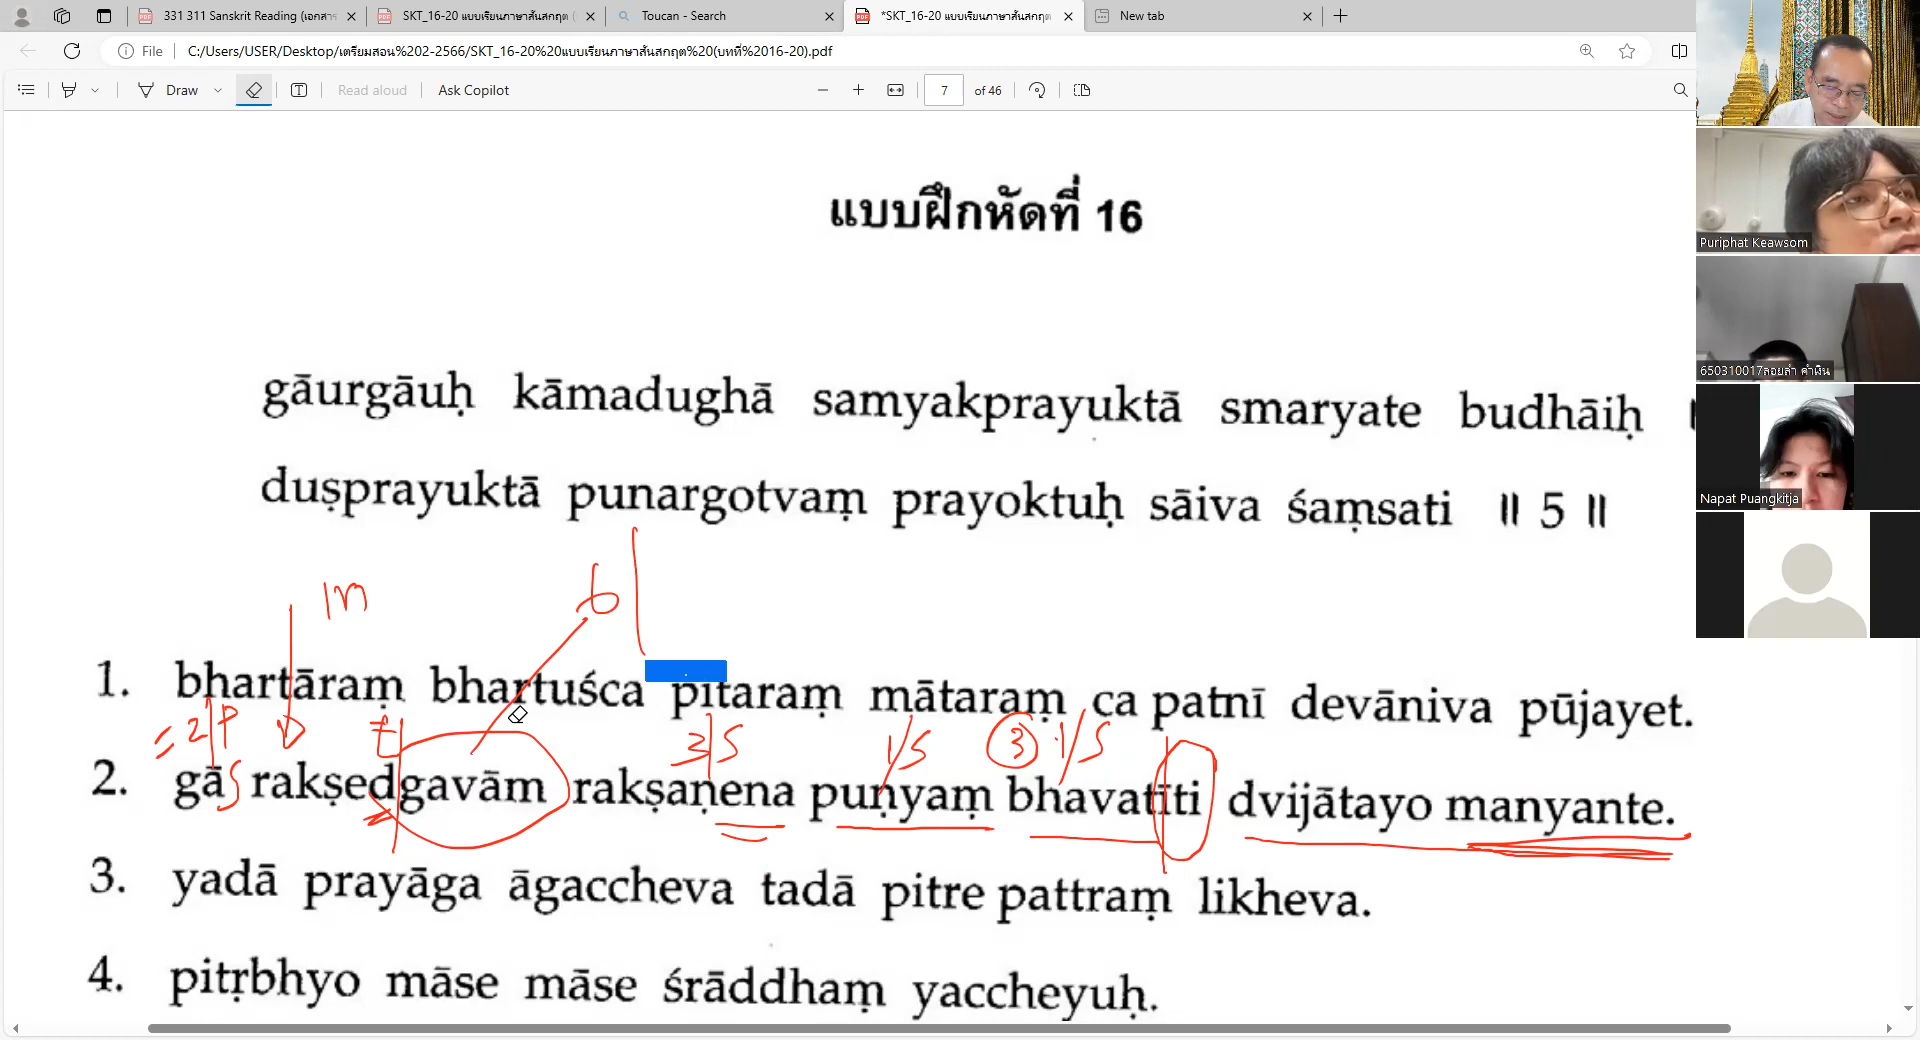 331 311 Sanskrit Reading (เอกสาร
SKT_16-20 แบบเรียนภาษาสันสกฤต (
Toucan - Search
*SKT_16-20 แบบเรียนภาษาสันสกฤต
New tab
File
C:/Users/USER/Desktop/เตรียมสอน%202-2566/SKT_16-20%20แบบเรียนภาษาสันสกฤต%20(บทที่%2016-20).pdf
Draw
Read aloud
Ask Copilot
7 of 46
แบบฝึกหัดที่ 16
gāurgāuḥ kāmadughā samyakprayuktā smaryate budhāiḥ
duṣprayuktā punargotvaṃ prayoktuḥ sāiva śaṃsati ॥ 5 ॥
m
6
1. bhartāraṃ bhartuśca pitaraṃ mātaraṃ ca patnī devāniva pūjayet.
= 2/P t 3/S 1/S 3 1/S
2. gā rakṣedgavām rakṣaṇena puṇyaṃ bhavatīti dvijātayo manyante.
S
3. yadā prayāga āgaccheva tadā pitre pattraṃ likheva.
4. pitṛbhyo māse māse śrāddhaṃ yaccheyuḥ.
Puriphat Keawsom
650310017ลอยลำ คำผิน
Napat Puangkitja